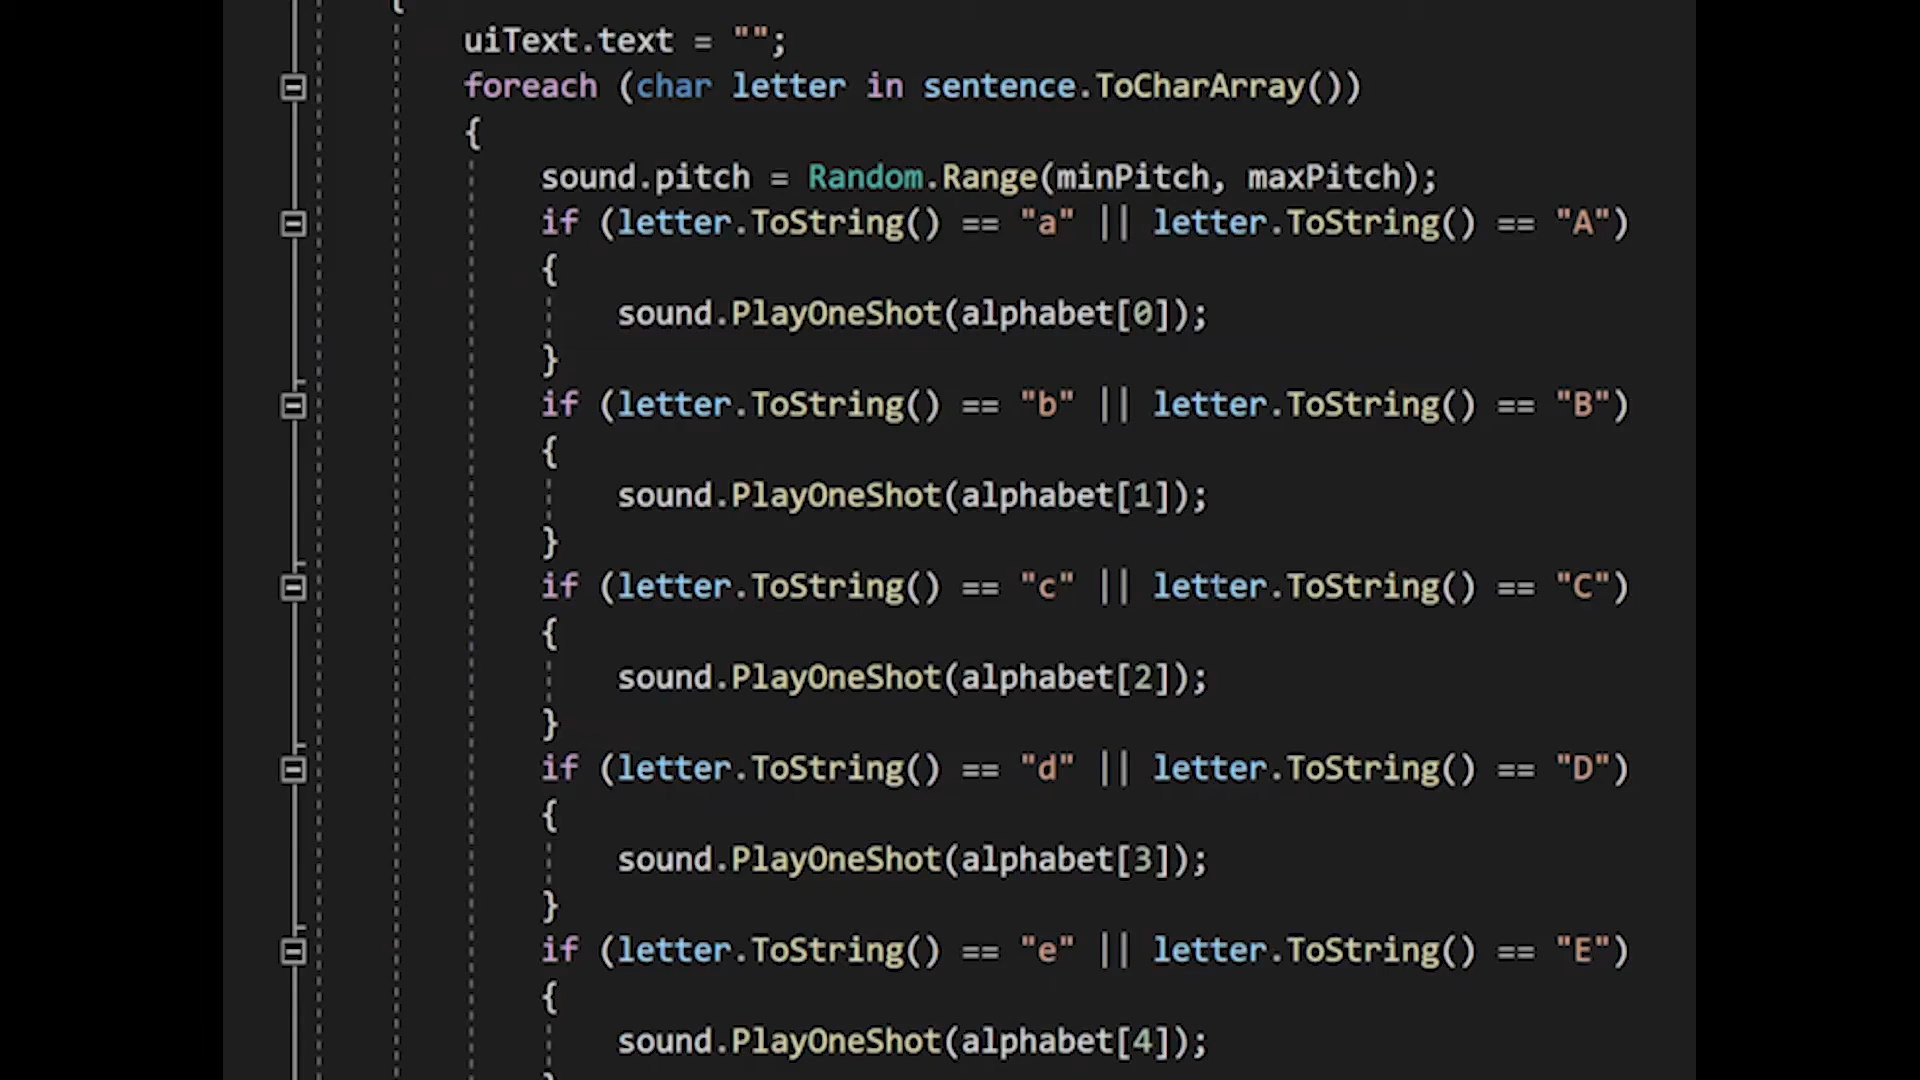 {
uiText.text = "";
foreach (char letter in sentence.ToCharArray())
{
sound.pitch = Random.Range(minPitch, maxPitch);
if (letter.ToString() == "a" || letter.ToString() == "A")
{
sound.PlayOneShot(alphabet[0]);
}
if (letter.ToString() == "b" || letter.ToString() == "B")
{
sound.PlayOneShot(alphabet[1]);
}
if (letter.ToString() == "c" || letter.ToString() == "C")
{
sound.PlayOneShot(alphabet[2]);
}
if (letter.ToString() == "d" || letter.ToString() == "D")
{
sound.PlayOneShot(alphabet[3]);
}
if (letter.ToString() == "e" || letter.ToString() == "E")
{
sound.PlayOneShot(alphabet[4]);
}